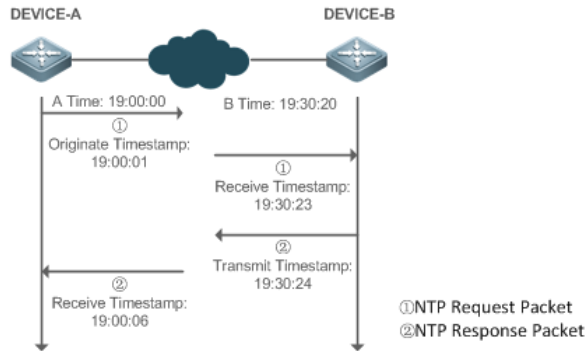 DEVICE-A
DEVICE-B
A Time: 19:00:00
B Time: 19:30:20
①
Originate Timestamp:
19:00:01
①
Receive Timestamp:
19:30:23
②
Transmit Timestamp:
19:30:24
②
Receive Timestamp:
19:00:06
①NTP Request Packet
②NTP Response Packet